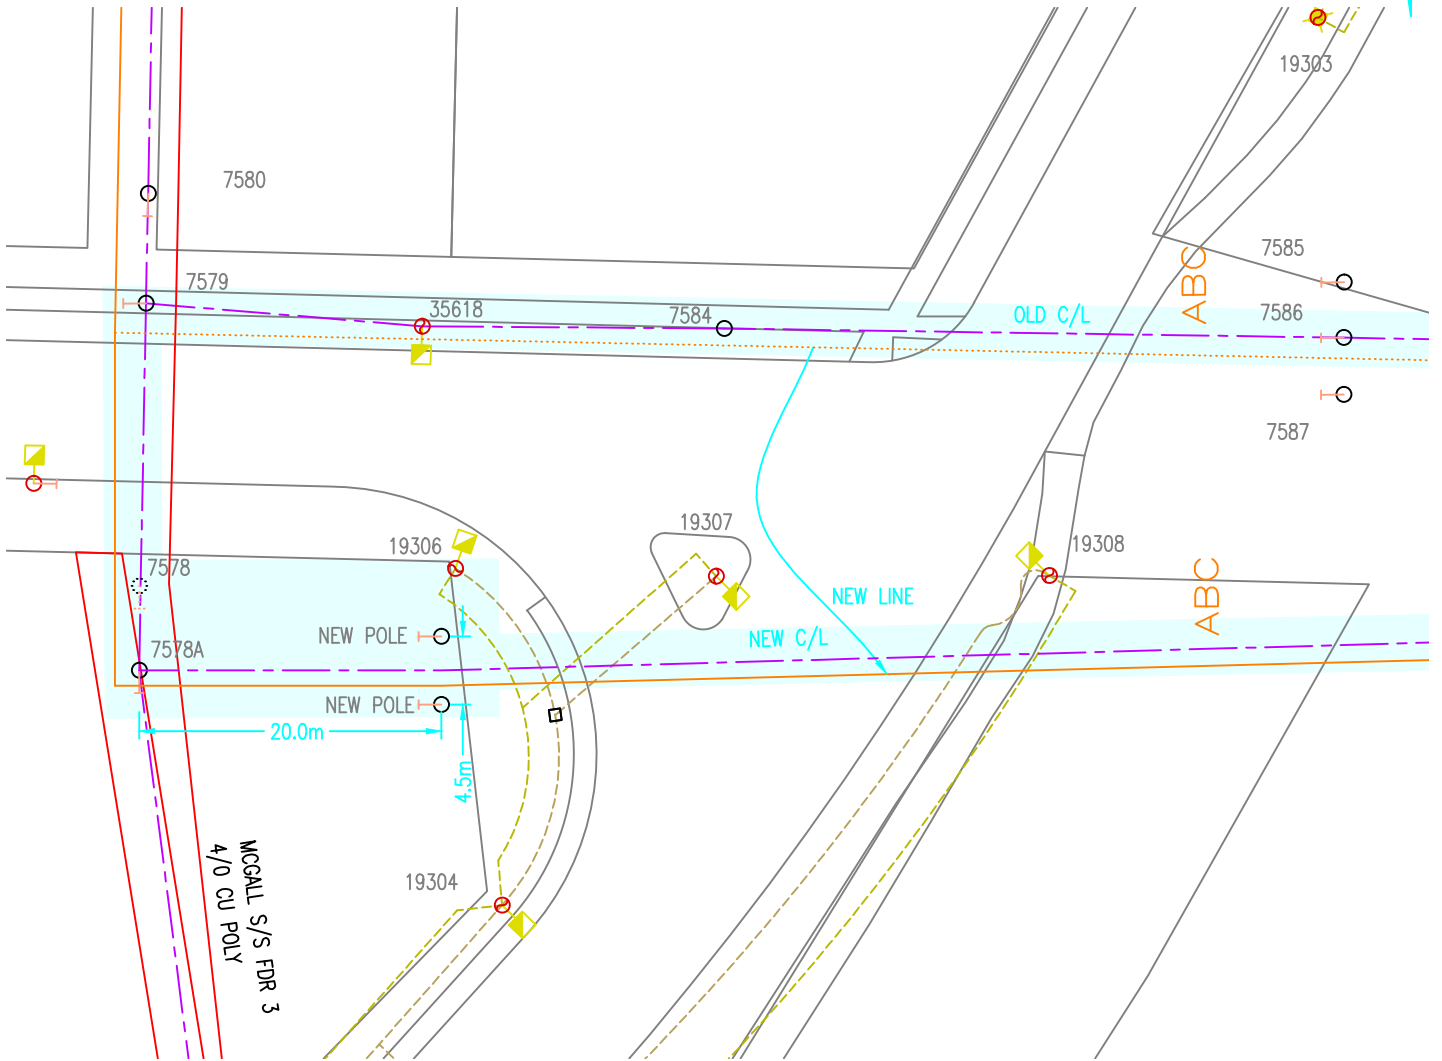 19303
7580
7585
7579
35618
7584
OLD C/L
ABC
7586
7587
19307
19306
19308
7578
NEW LINE
ABC
NEW POLE
NEW C/L
7578A
NEW POLE
20.0m
4.5m
19304
MCGALL S/S FDR 3
4/0 CU POLY